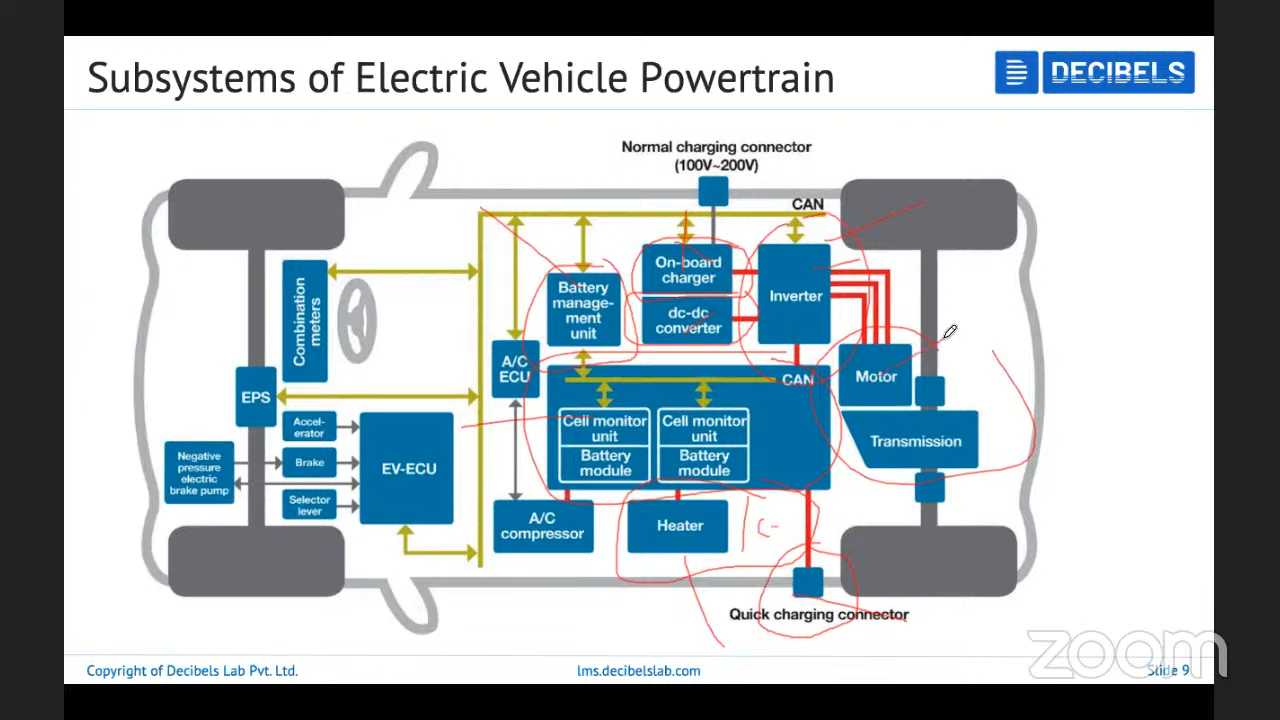 Subsystems of Electric Vehicle Powertrain
DECIBELS
Normal charging connector
(100V~200V)
CAN
On-board
charger
Battery
manage-
ment
unit
dc-dc
converter
Inverter
Combination
meters
A/C
ECU
CAN
Motor
EPS
Accel-
erator
Cell monitor
unit
Battery
module
Cell monitor
unit
Battery
module
Transmission
Negative
pressure
electric
brake pump
Brake
EV-ECU
Selector
lever
A/C
compressor
Heater
Quick charging connector
zoom
Copyright of Decibels Lab Pvt. Ltd.
lms.decibelslab.com
Slide 9